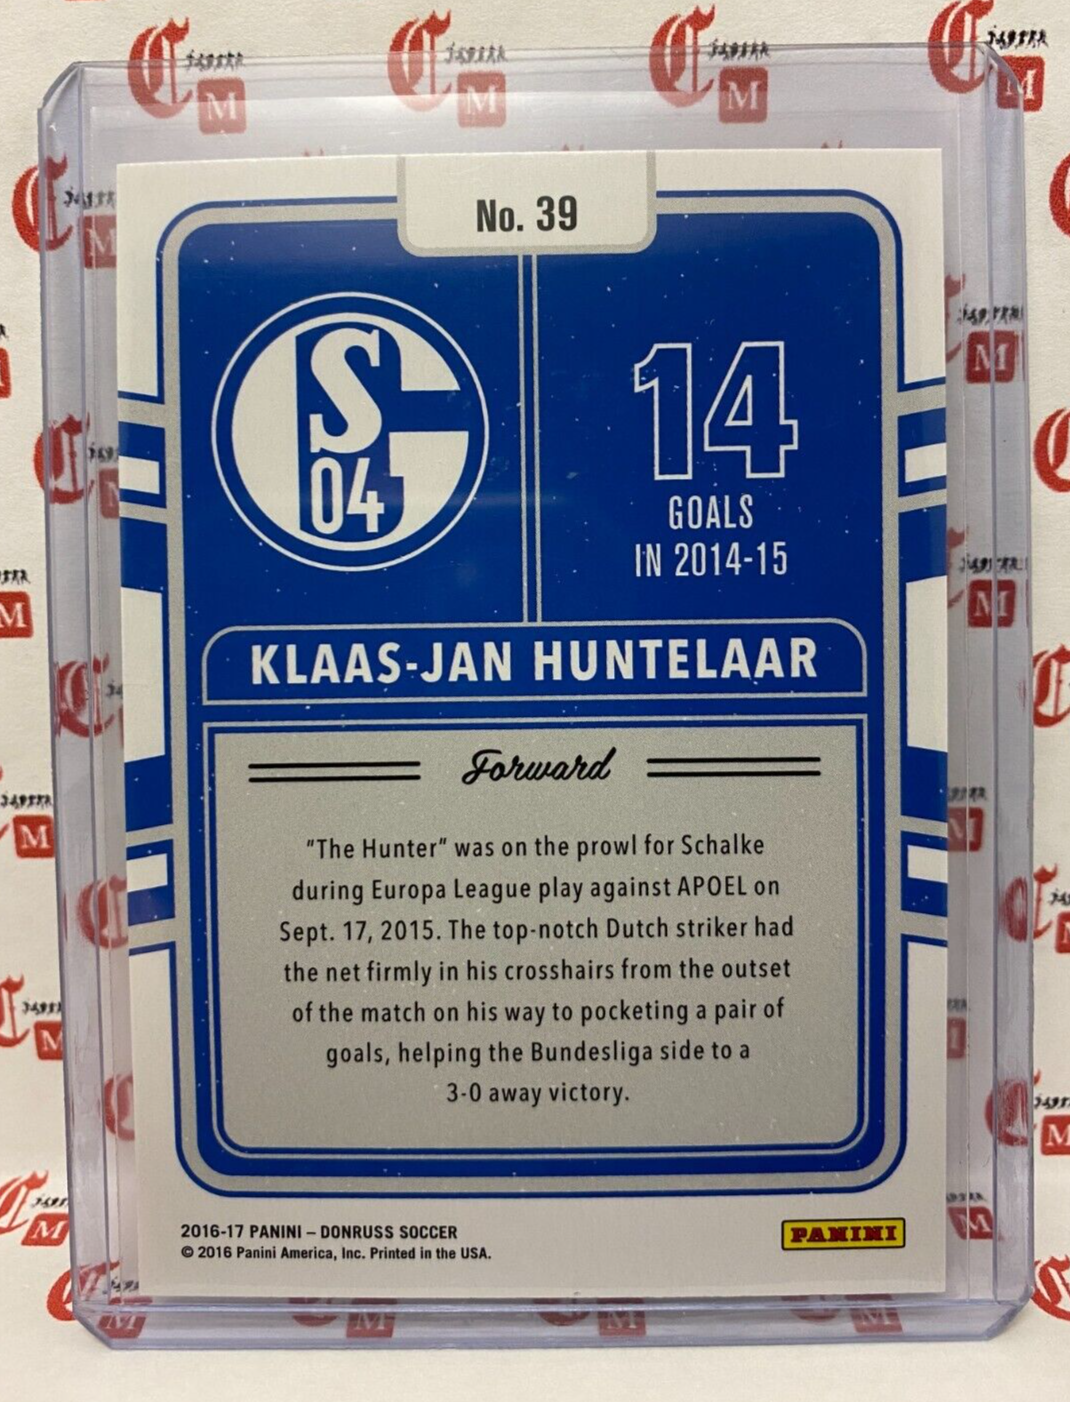 No. 39
S
04
14
GOALS
IN 2014-15
KLAAS-JAN HUNTELAAR
Forward
"The Hunter" was on the prowl for Schalke
during Europa League play against APOEL on
Sept. 17, 2015. The top-notch Dutch striker had
the net firmly in his crosshairs from the outset
of the match on his way to pocketing a pair of
goals, helping the Bundesliga side to a
3-0 away victory.
2016-17 PANINI – DONRUSS SOCCER
© 2016 Panini America, Inc. Printed in the USA.
PANINI